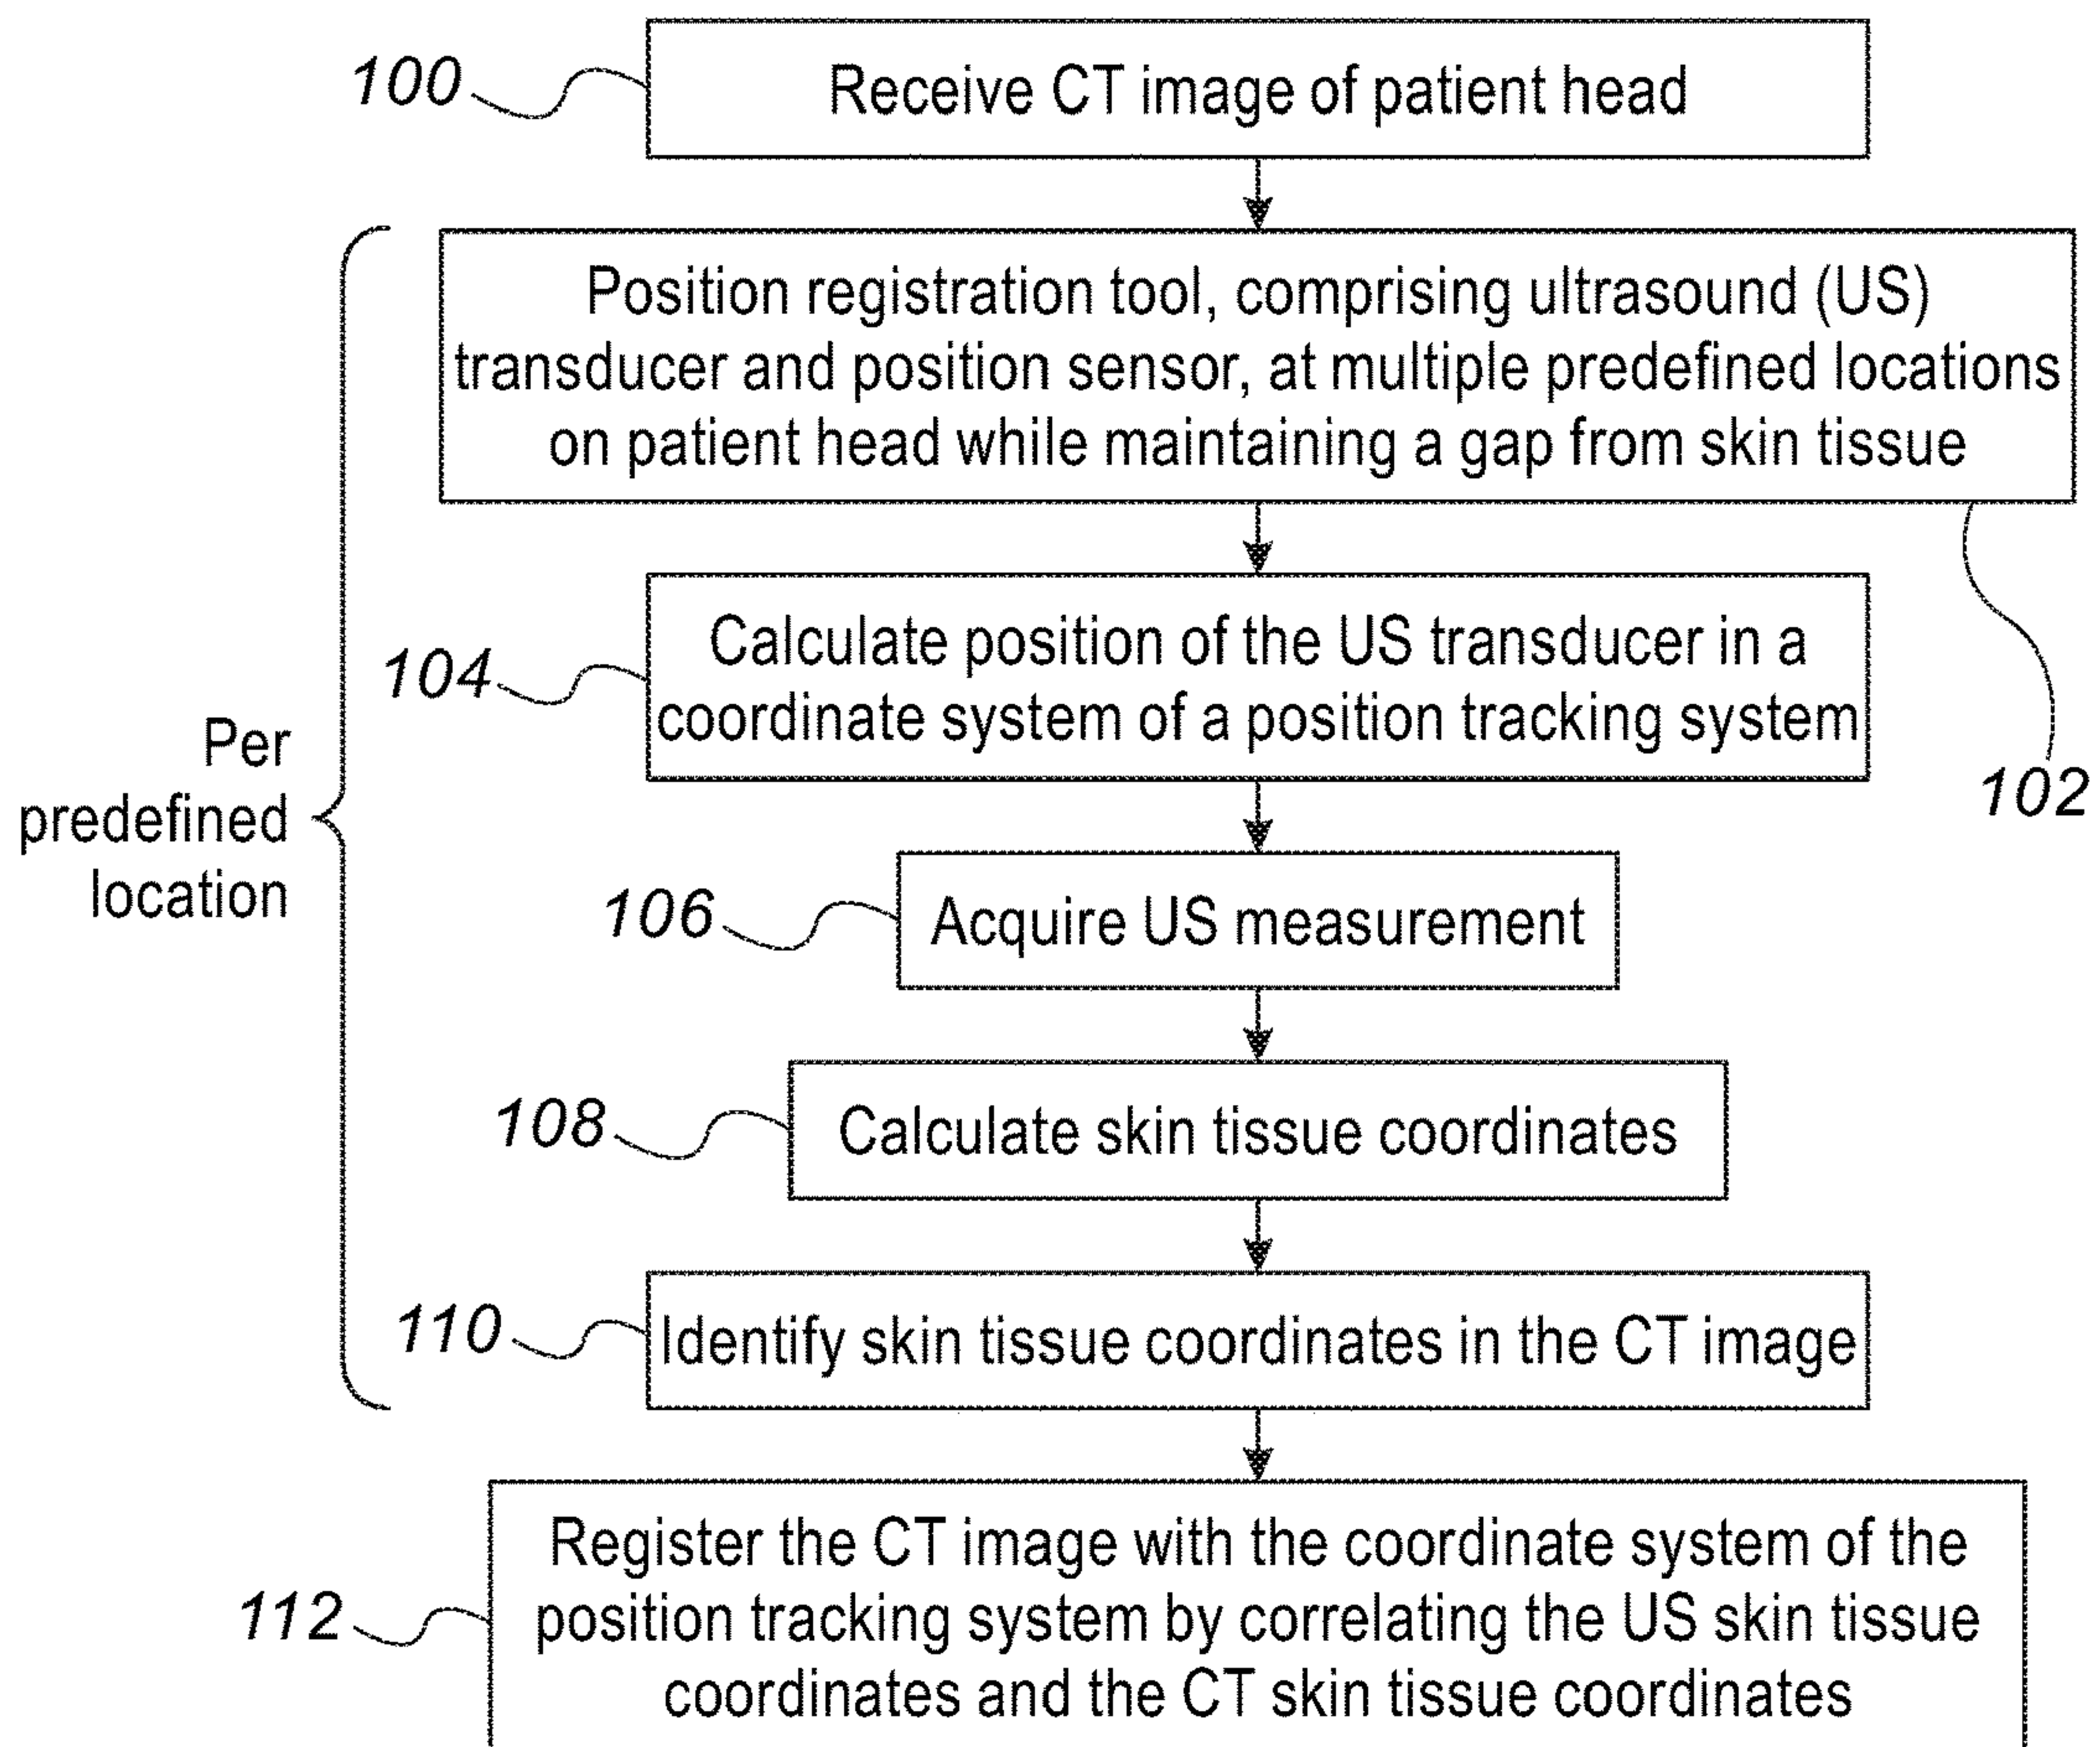 100
Receive CT image of patient head
Position registration tool, comprising ultrasound (US)
transducer and position sensor, at multiple predefined locations
on patient head while maintaining a gap from skin tissue
102
104
Calculate position of the US transducer in a
coordinate system of a position tracking system
Per
predefined
location
106
Acquire US measurement
108
Calculate skin tissue coordinates
110
Identify skin tissue coordinates in the CT image
112
Register the CT image with the coordinate system of the
position tracking system by correlating the US skin tissue
coordinates and the CT skin tissue coordinates